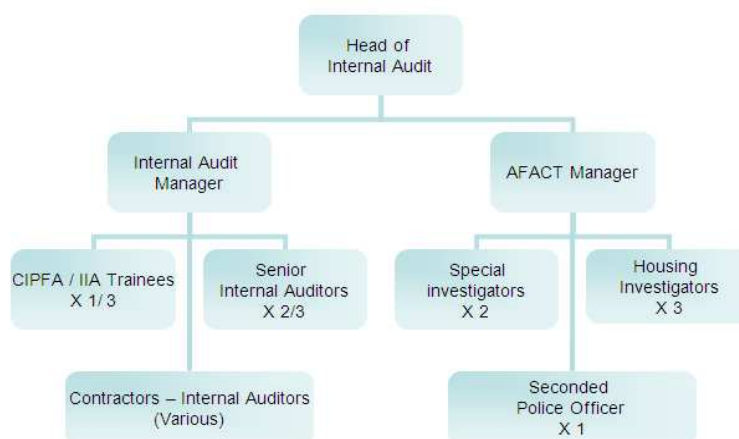 Head of
Internal Audit
Internal Audit
Manager
AFACT Manager
CIPFA / IIA Trainees
X 1/ 3
Senior
Internal Auditors
X 2/3
Special
investigators
X 2
Housing
Investigators
X 3
Contractors – Internal Auditors
(Various)
Seconded
Police Officer
X 1